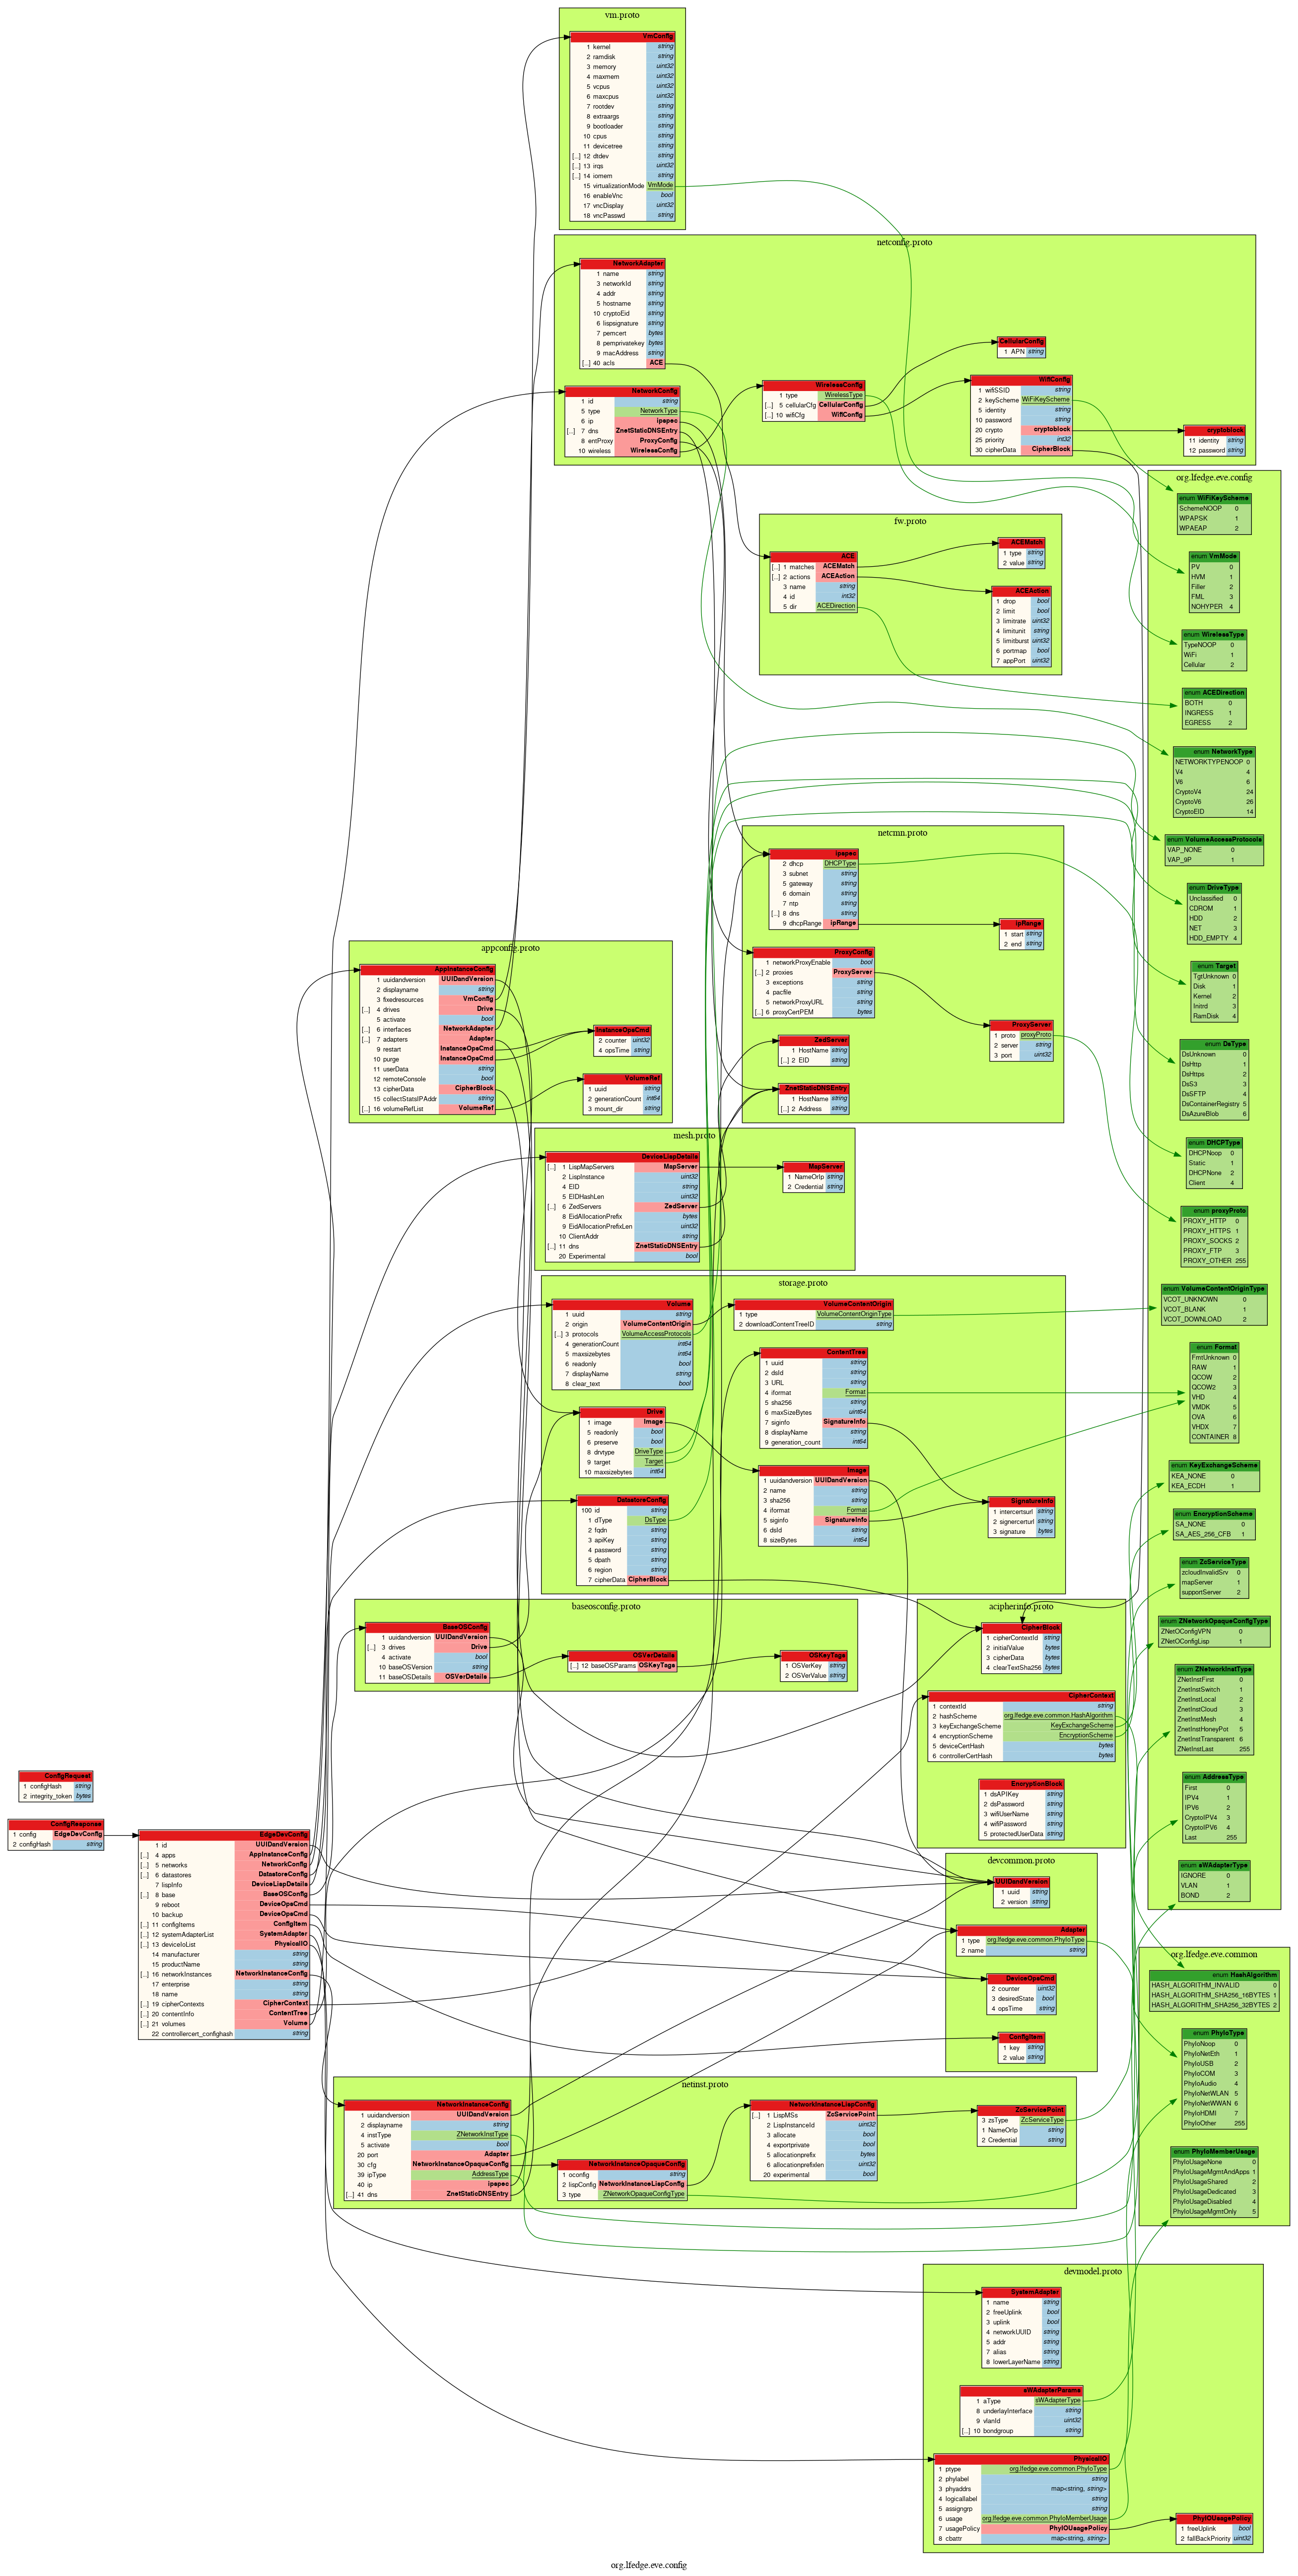 vm.proto
VmConfig
1 kernel string
2 ramdisk string
3 memory uint32
4 maxmem uint32
5 vcpus uint32
6 maxcpus uint32
7 rootdev string
8 extraargs string
9 bootloader string
10 cpus string
11 devicetree string
[...] 12 dtdev string
[...] 13 irqs uint32
[...] 14 iomem string
15 virtualizationMode VmMode
16 enableVnc bool
17 vncDisplay uint32
18 vncPasswd string
netconfig.proto
NetworkAdapter
1 name string
3 networkId string
4 addr string
5 hostname string
10 cryptoEid string
6 lispsignature string
7 pemcert bytes
8 pemprivatekey bytes
9 macAddress string
[...] 40 acls ACE
NetworkConfig
1 id string
5 type NetworkType
6 ip ipspec
[...] 7 dns ZnetStaticDNSEntry
8 entProxy ProxyConfig
10 wireless WirelessConfig
WirelessConfig
1 type WirelessType
[...] 5 cellularCfg CellularConfig
[...] 10 wifiCfg WifiConfig
CellularConfig
1 APN string
WifiConfig
1 wifiSSID string
2 keyScheme WiFiKeyScheme
5 identity string
10 password string
20 crypto cryptoblock
25 priority int32
30 cipherData CipherBlock
cryptoblock
11 identity string
12 password string
fw.proto
ACE
[...] 1 matches ACEMatch
[...] 2 actions ACEAction
3 name string
4 id int32
5 dir ACEDirection
ACEMatch
1 type string
2 value string
ACEAction
1 drop bool
2 limit bool
3 limitrate uint32
4 limitunit string
5 limitburst uint32
6 portmap bool
7 appPort uint32
netcmn.proto
ipspec
2 dhcp DHCPType
3 subnet string
5 gateway string
6 domain string
7 ntp string
[...] 8 dns string
9 dhcpRange ipRange
ipRange
1 start string
2 end string
ProxyConfig
1 networkProxyEnable bool
[...] 2 proxies ProxyServer
3 exceptions string
4 pacfile string
5 networkProxyURL string
[...] 6 proxyCertPEM bytes
ProxyServer
1 proto proxyProto
2 server string
3 port uint32
ZedServer
1 HostName string
[...] 2 EID string
ZnetStaticDNSEntry
1 HostName string
[...] 2 Address string
appconfig.proto
AppInstanceConfig
1 uuidandversion UUIDandVersion
2 displayname string
3 fixedresources VmConfig
[...] 4 drives Drive
5 activate bool
[...] 6 interfaces NetworkAdapter
[...] 7 adapters Adapter
9 restart InstanceOpsCmd
10 purge InstanceOpsCmd
11 userData string
12 remoteConsole bool
13 cipherData CipherBlock
15 collectStatsIPAddr string
[...] 16 volumeRefList VolumeRef
InstanceOpsCmd
2 counter uint32
4 opsTime string
VolumeRef
1 uuid string
2 generationCount int64
3 mount_dir string
mesh.proto
DeviceLispDetails
[...] 1 LispMapServers MapServer
2 LispInstance uint32
4 EID string
5 EIDHashLen uint32
[...] 6 ZedServers ZedServer
8 EidAllocationPrefix bytes
9 EidAllocationPrefixLen uint32
10 ClientAddr string
[...] 11 dns ZnetStaticDNSEntry
20 Experimental bool
MapServer
1 NameOrIp string
2 Credential string
storage.proto
Volume
1 uuid string
2 origin VolumeContentOrigin
[...] 3 protocols VolumeAccessProtocols
4 generationCount int64
5 maxsizebytes int64
6 readonly bool
7 displayName string
8 clear_text bool
VolumeContentOrigin
1 type VolumeContentOriginType
2 downloadContentTreeID string
ContentTree
1 uuid string
2 dsId string
3 URL string
4 iformat Format
5 sha256 string
6 maxSizeBytes uint64
7 siginfo SignatureInfo
8 displayName string
9 generation_count int64
Drive
1 image Image
5 readonly bool
6 preserve bool
8 drvtype DriveType
9 target Target
10 maxsizebytes int64
Image
1 uuidandversion UUIDandVersion
2 name string
3 sha256 string
4 iformat Format
5 siginfo SignatureInfo
6 dsId string
8 sizeBytes int64
SignatureInfo
1 intercertsurl string
2 signercerturl string
3 signature bytes
DatastoreConfig
100 id string
1 dType DsType
2 fqdn string
3 apiKey string
4 password string
5 dpath string
6 region string
7 cipherData CipherBlock
baseosconfig.proto
BaseOSConfig
1 uuidandversion UUIDandVersion
[...] 3 drives Drive
4 activate bool
10 baseOSVersion string
11 baseOSDetails OSVerDetails
OSVerDetails
[...] 12 baseOSParams OSKeyTags
OSKeyTags
1 OSVerKey string
2 OSVerValue string
acipherinfo.proto
CipherBlock
1 cipherContextId string
2 initialValue bytes
3 cipherData bytes
4 clearTextSha256 bytes
CipherContext
1 contextId string
2 hashScheme org.lfedge.eve.common.HashAlgorithm
3 keyExchangeScheme KeyExchangeScheme
4 encryptionScheme EncryptionScheme
5 deviceCertHash bytes
6 controllerCertHash bytes
EncryptionBlock
1 dsAPIKey string
2 dsPassword string
3 wifiUserName string
4 wifiPassword string
5 protectedUserData string
ConfigRequest
1 configHash string
2 integrity_token bytes
ConfigResponse
1 config EdgeDevConfig
2 configHash string
EdgeDevConfig
1 id UUIDandVersion
[...] 4 apps AppInstanceConfig
[...] 5 networks NetworkConfig
[...] 6 datastores DatastoreConfig
7 lispInfo DeviceLispDetails
[...] 8 base BaseOSConfig
9 reboot DeviceOpsCmd
10 backup DeviceOpsCmd
[...] 11 configItems ConfigItem
[...] 12 systemAdapterList SystemAdapter
[...] 13 deviceIoList PhysicalIO
14 manufacturer string
15 productName string
[...] 16 networkInstances NetworkInstanceConfig
17 enterprise string
18 name string
[...] 19 cipherContexts CipherContext
[...] 20 contentInfo ContentTree
[...] 21 volumes Volume
22 controllercert_confighash string
devcommon.proto
UUIDandVersion
1 uuid string
2 version string
Adapter
1 type org.lfedge.eve.common.PhyIoType
2 name string
DeviceOpsCmd
2 counter uint32
3 desiredState bool
4 opsTime string
ConfigItem
1 key string
2 value string
netinst.proto
NetworkInstanceConfig
1 uuidandversion UUIDandVersion
2 displayname string
4 instType ZNetworkInstType
5 activate bool
20 port Adapter
30 cfg NetworkInstanceOpaqueConfig
39 ipType AddressType
40 ip ipspec
[...] 41 dns ZnetStaticDNSEntry
NetworkInstanceOpaqueConfig
1 oconfig string
2 lispConfig NetworkInstanceLispConfig
3 type ZNetworkOpaqueConfigType
NetworkInstanceLispConfig
[...] 1 LispMSs ZcServicePoint
2 LispInstanceId uint32
3 allocate bool
4 exportprivate bool
5 allocationprefix bytes
6 allocationprefixlen uint32
20 experimental bool
ZcServicePoint
3 zsType ZcServiceType
1 NameOrIp string
2 Credential string
devmodel.proto
SystemAdapter
1 name string
2 freeUplink bool
3 uplink bool
4 networkUUID string
5 addr string
7 alias string
8 lowerLayerName string
sWAdapterParams
1 aType sWAdapterType
8 underlayInterface string
9 vlanId uint32
[...] 10 bondgroup string
PhysicalIO
1 ptype org.lfedge.eve.common.PhyIoType
2 phylabel string
3 phyaddrs map<string, string>
4 logicallabel string
5 assigngrp string
6 usage org.lfedge.eve.common.PhyIoMemberUsage
7 usagePolicy PhyIOUsagePolicy
8 cbattr map<string, string>
PhyIOUsagePolicy
1 freeUplink bool
2 fallBackPriority uint32
org.lfedge.eve.config
enum WiFiKeyScheme
SchemeNOOP 0
WPAPSK 1
WPAEAP 2
enum VmMode
PV 0
HVM 1
Filler 2
FML 3
NOHYPER 4
enum WirelessType
TypeNOOP 0
WiFi 1
Cellular 2
enum ACEDirection
BOTH 0
INGRESS 1
EGRESS 2
enum NetworkType
NETWORKTYPENOOP 0
V4 4
V6 6
CryptoV4 24
CryptoV6 26
CryptoEID 14
enum VolumeAccessProtocols
VAP_NONE 0
VAP_9P 1
enum DriveType
Unclassified 0
CDROM 1
HDD 2
NET 3
HDD_EMPTY 4
enum Target
TgtUnknown 0
Disk 1
Kernel 2
Initrd 3
RamDisk 4
enum DsType
DsUnknown 0
DsHttp 1
DsHttps 2
DsS3 3
DsSFTP 4
DsContainerRegistry 5
DsAzureBlob 6
enum DHCPType
DHCPNoop 0
Static 1
DHCPNone 2
Client 4
enum proxyProto
PROXY_HTTP 0
PROXY_HTTPS 1
PROXY_SOCKS 2
PROXY_FTP 3
PROXY_OTHER 255
enum VolumeContentOriginType
VCOT_UNKNOWN 0
VCOT_BLANK 1
VCOT_DOWNLOAD 2
enum Format
FmtUnknown 0
RAW 1
QCOW 2
QCOW2 3
VHD 4
VMDK 5
OVA 6
VHDX 7
CONTAINER 8
enum KeyExchangeScheme
KEA_NONE 0
KEA_ECDH 1
enum EncryptionScheme
SA_NONE 0
SA_AES_256_CFB 1
enum ZcServiceType
zcloudInvalidSrv 0
mapServer 1
supportServer 2
enum ZNetworkOpaqueConfigType
ZNetOConfigVPN 0
ZNetOConfigLisp 1
enum ZNetworkInstType
ZNetInstFirst 0
ZnetInstSwitch 1
ZnetInstLocal 2
ZnetInstCloud 3
ZnetInstMesh 4
ZnetInstHoneyPot 5
ZnetInstTransparent 6
ZNetInstLast 255
enum AddressType
First 0
IPV4 1
IPV6 2
CryptoIPV4 3
CryptoIPV6 4
Last 255
enum sWAdapterType
IGNORE 0
VLAN 1
BOND 2
org.lfedge.eve.common
enum HashAlgorithm
HASH_ALGORITHM_INVALID 0
HASH_ALGORITHM_SHA256_16BYTES 1
HASH_ALGORITHM_SHA256_32BYTES 2
enum PhyIoType
PhyIoNoop 0
PhyIoNetEth 1
PhyIoUSB 2
PhyIoCOM 3
PhyIoAudio 4
PhyIoNetWLAN 5
PhyIoNetWWAN 6
PhyIoHDMI 7
PhyIoOther 255
enum PhyIoMemberUsage
PhyIoUsageNone 0
PhyIoUsageMgmtAndApps 1
PhyIoUsageShared 2
PhyIoUsageDedicated 3
PhyIoUsageDisabled 4
PhyIoUsageMgmtOnly 5
org.lfedge.eve.config